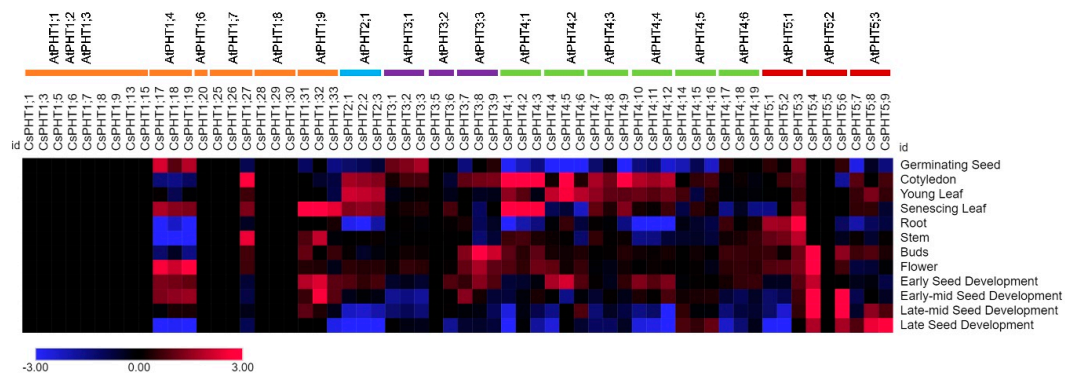 AtPHT1;1
AtPHT1;2
AtPHT1;3
AtPHT1;4
AtPHT1;6
AtPHT1;7
AtPHT1;8
AtPHT1;9
AtPHT2;1
AtPHT3;1
AtPHT3;2
AtPHT3;3
AtPHT4;1
AtPHT4;2
AtPHT4;3
AtPHT4;4
AtPHT4;5
AtPHT4;6
AtPHT5;1
AtPHT5;2
AtPHT5;3
id
CsPHT1;1
CsPHT1;3
CsPHT1;5
CsPHT1;7
CsPHT1;9
CsPHT1;13
CsPHT1;15
CsPHT1;17
CsPHT1;18
CsPHT1;19
CsPHT1;20
CsPHT1;25
CsPHT1;26
CsPHT1;27
CsPHT1;28
CsPHT1;29
CsPHT1;30
CsPHT1;31
CsPHT1;32
CsPHT1;33
CsPHT2;1
CsPHT2;2
CsPHT2;3
CsPHT3;1
CsPHT3;2
CsPHT3;3
CsPHT3;5
CsPHT3;6
CsPHT3;7
CsPHT3;8
CsPHT3;9
CsPHT4;1
CsPHT4;2
CsPHT4;3
CsPHT4;4
CsPHT4;5
CsPHT4;6
CsPHT4;7
CsPHT4;8
CsPHT4;9
CsPHT4;10
CsPHT4;11
CsPHT4;12
CsPHT4;14
CsPHT4;15
CsPHT4;16
CsPHT4;17
CsPHT4;18
CsPHT4;19
CsPHT5;1
CsPHT5;2
CsPHT5;3
CsPHT5;4
CsPHT5;5
CsPHT5;6
CsPHT5;7
CsPHT5;8
CsPHT5;9
id
Germinating Seed
Cotyledon
Young Leaf
Senescing Leaf
Root
Stem
Buds
Flower
Early Seed Development
Early-mid Seed Development
Late-mid Seed Development
Late Seed Development
-3.00 0.00 3.00